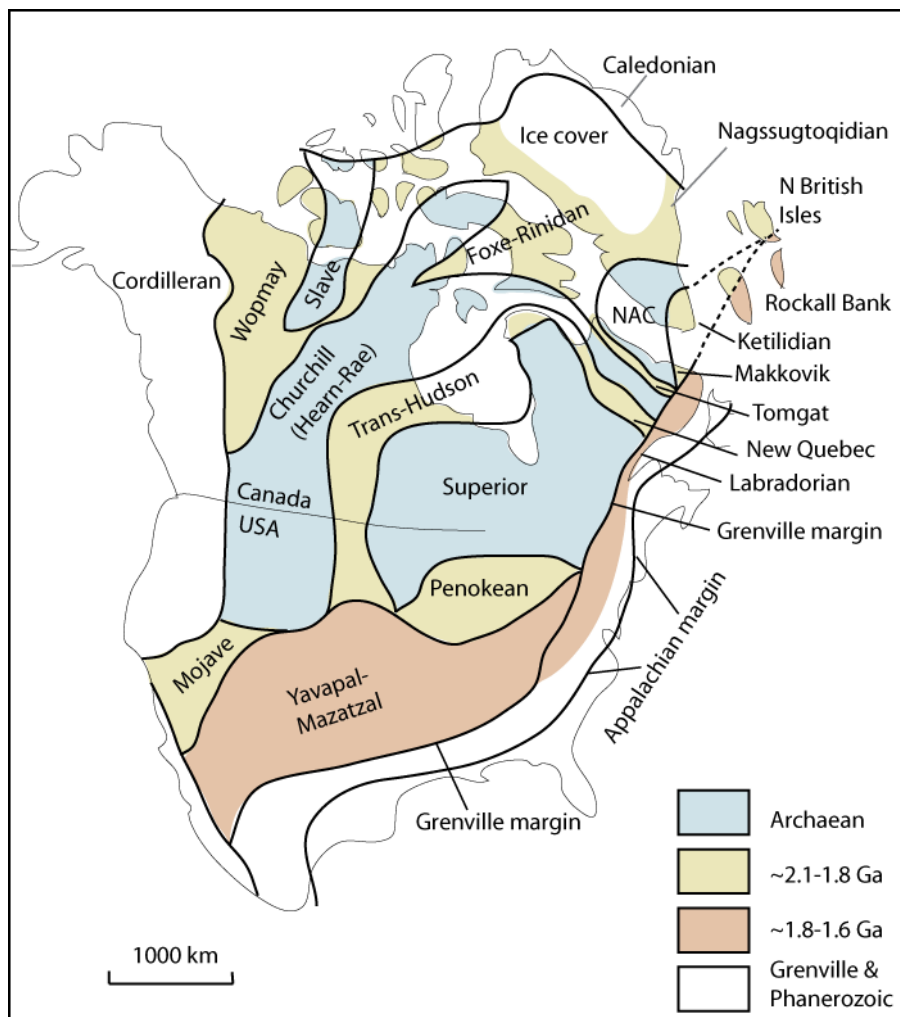 Caledonian
Ice cover
Nagssugtoqidian
N British
Isles
Foxe-Rinidan
Cordilleran
Wopmay
Slave
NAC
Rockall Bank
Ketilidian
Churchill
(Hearn-Rae)
Makkovik
Trans-Hudson
Tomgat
New Quebec
Superior
Labradorian
Canada
USA
Grenville margin
Penokean
Mojave
Appalachian margin
Yavapal-
Mazatzal
Grenville margin
Archaean
~2.1-1.8 Ga
~1.8-1.6 Ga
1000 km
Grenville &
Phanerozoic